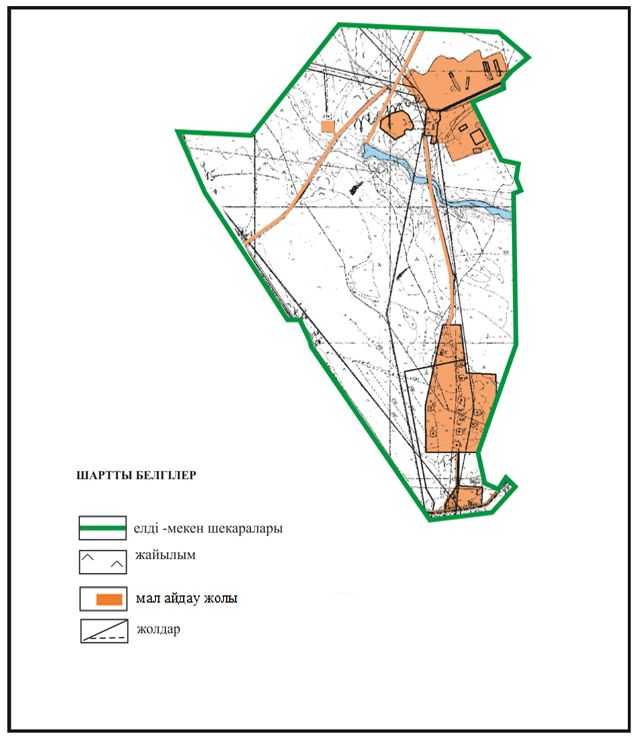 ШАРТТЫ БЕЛГІЛЕР
елді -мекен шекаралары
жайылым
мал айдау жолы
жолдар